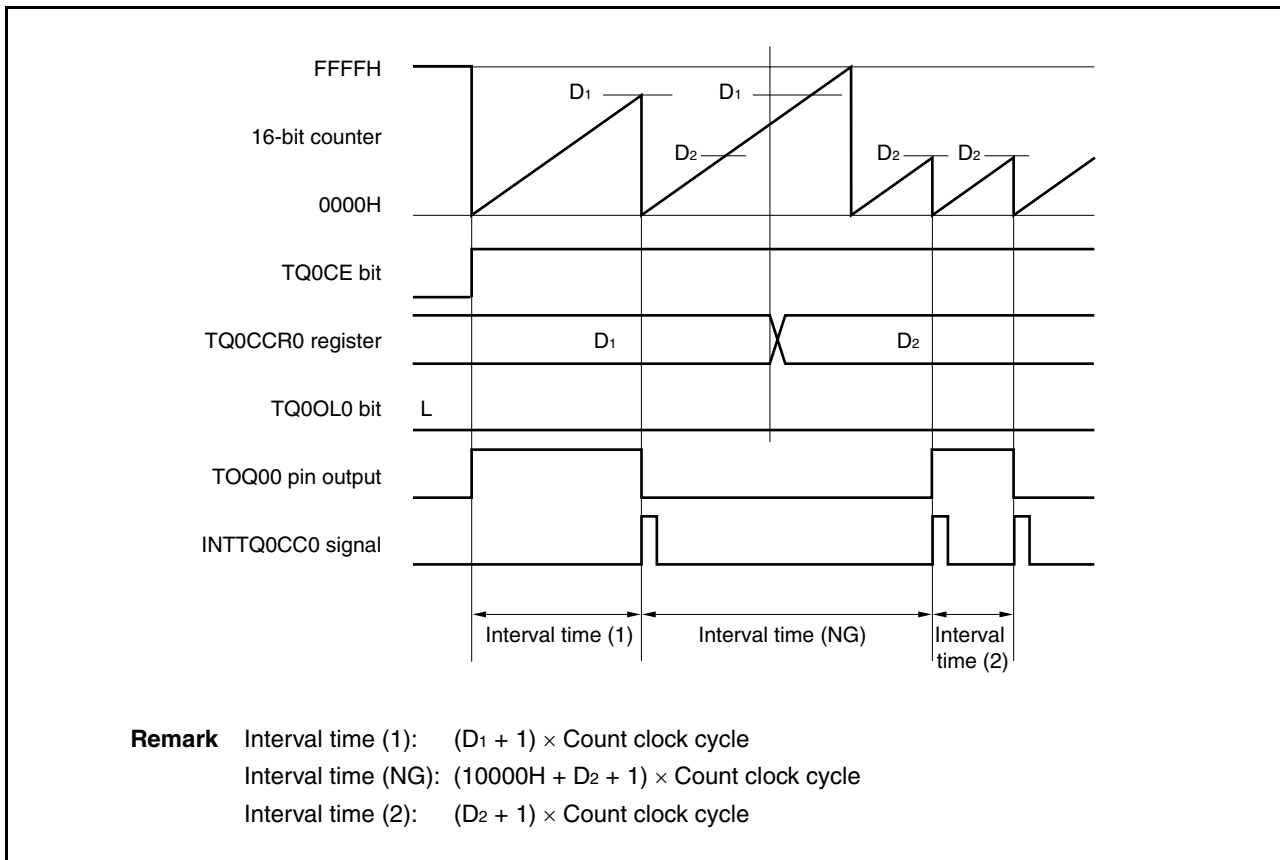 FFFFH
D1
D1
16-bit counter
D2
D2
D2
0000H
TQ0CE bit
TQ0CCR0 register
D1
D2
TQ0OL0 bit
L
TOQ00 pin output
INTTQ0CC0 signal
Interval time (1)
Interval time (NG)
Interval
time (2)
Remark Interval time (1): (D1 + 1) × Count clock cycle
Interval time (NG): (10000H + D2 + 1) × Count clock cycle
Interval time (2): (D2 + 1) × Count clock cycle